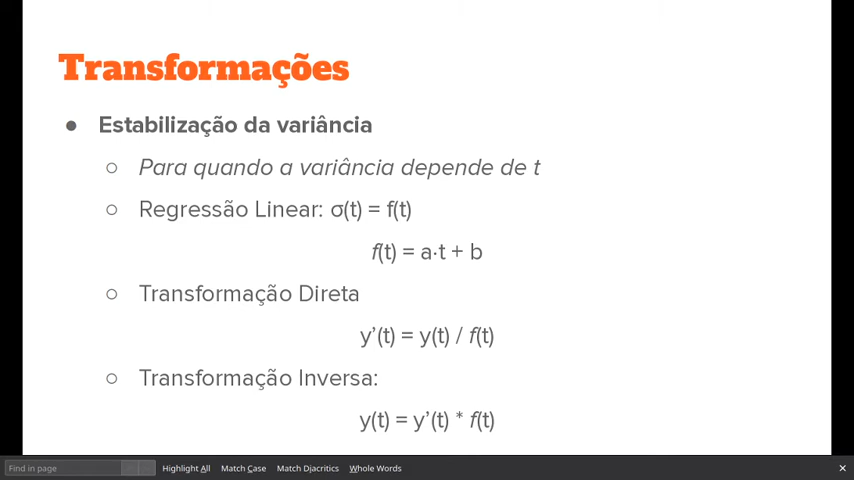 Transformações
● Estabilização da variância
○ Para quando a variância depende de t
○ Regressão Linear: σ(t) = f(t)
f(t) = a·t + b
○ Transformação Direta
y’(t) = y(t) / f(t)
○ Transformação Inversa:
y(t) = y’(t) * f(t)
Find in page Highlight All Match Case Match Diacritics Whole Words ×